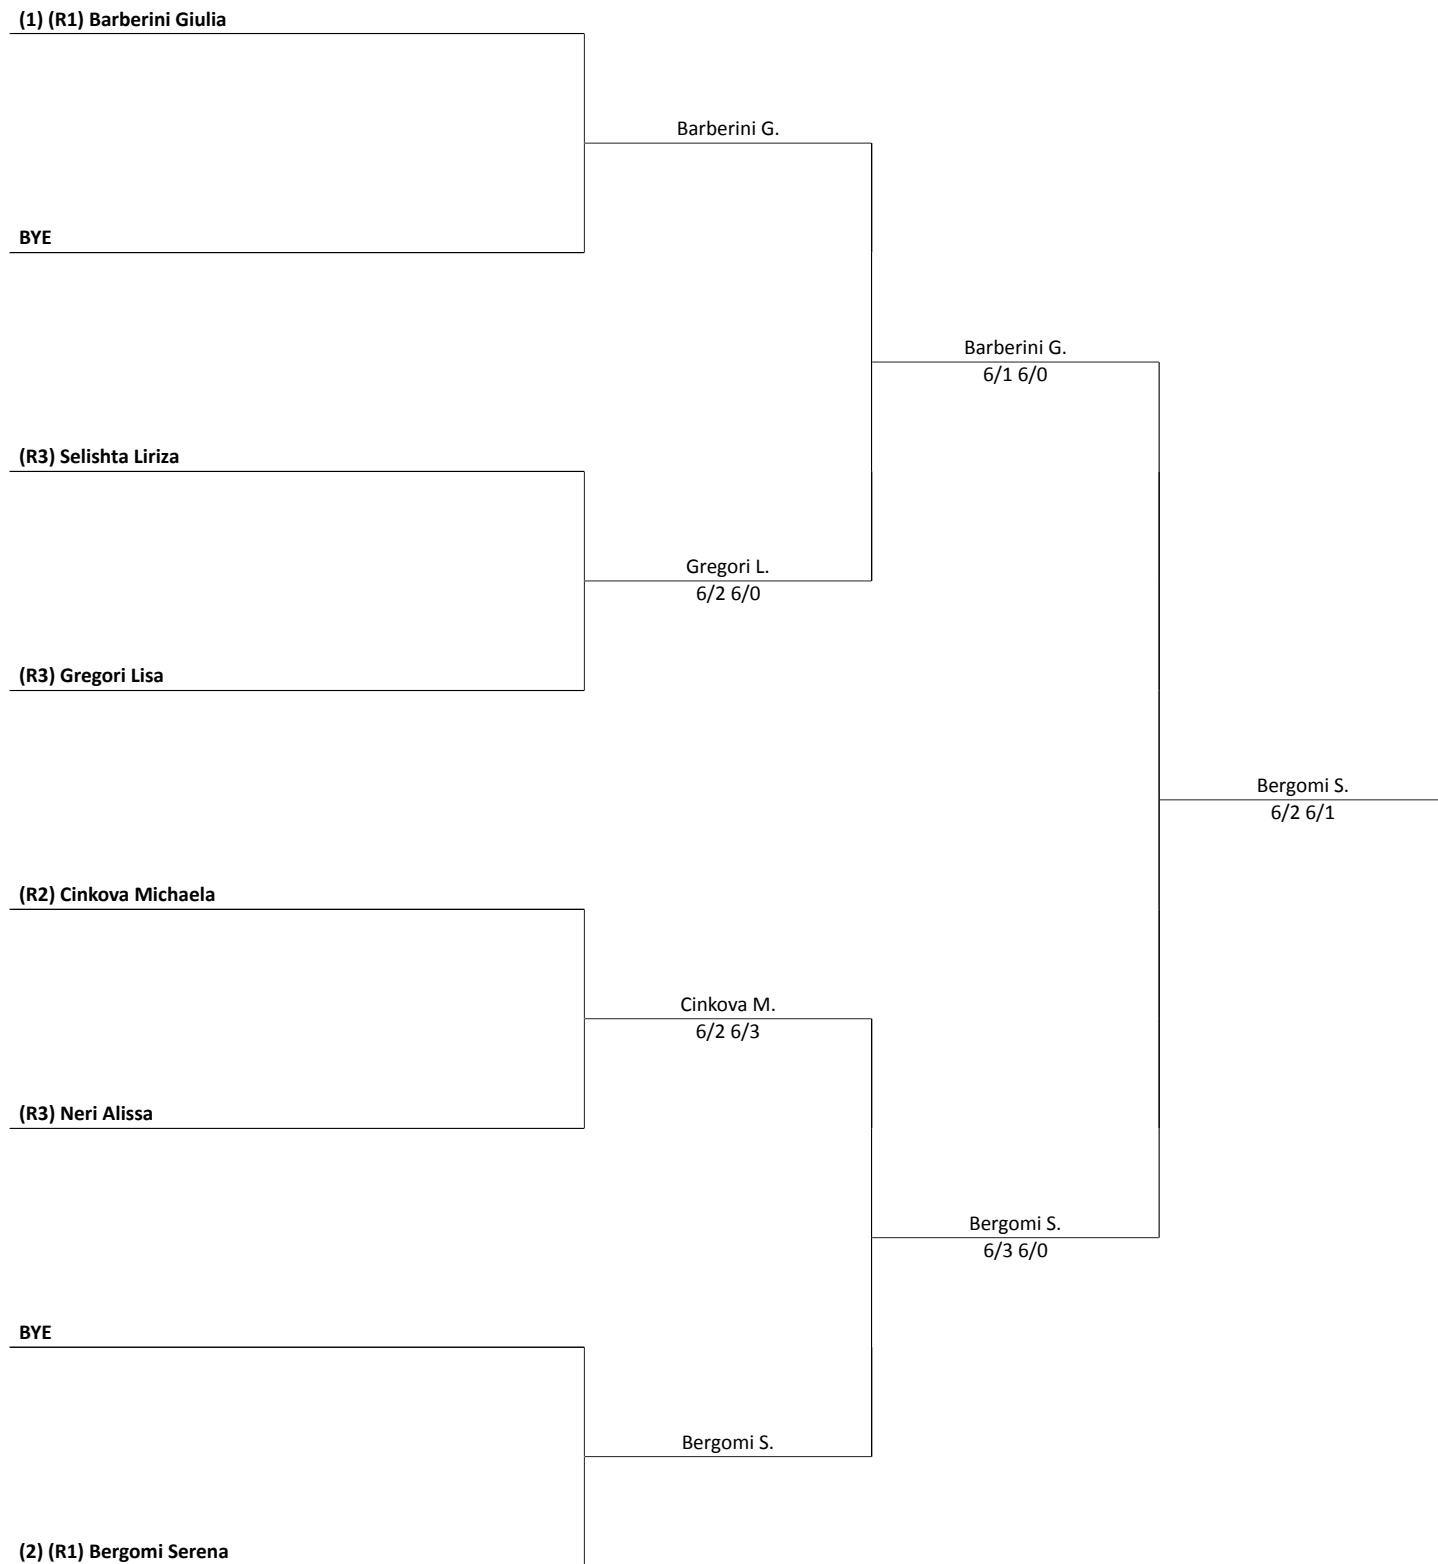 (1) (R1) Barberini Giulia
Barberini G.
BYE
Barberini G.
6/1 6/0
(R3) Selishta Liriza
Gregori L.
6/2 6/0
(R3) Gregori Lisa
Bergomi S.
6/2 6/1
(R2) Cinkova Michaela
Cinkova M.
6/2 6/3
(R3) Neri Alissa
Bergomi S.
6/3 6/0
BYE
Bergomi S.
(2) (R1) Bergomi Serena